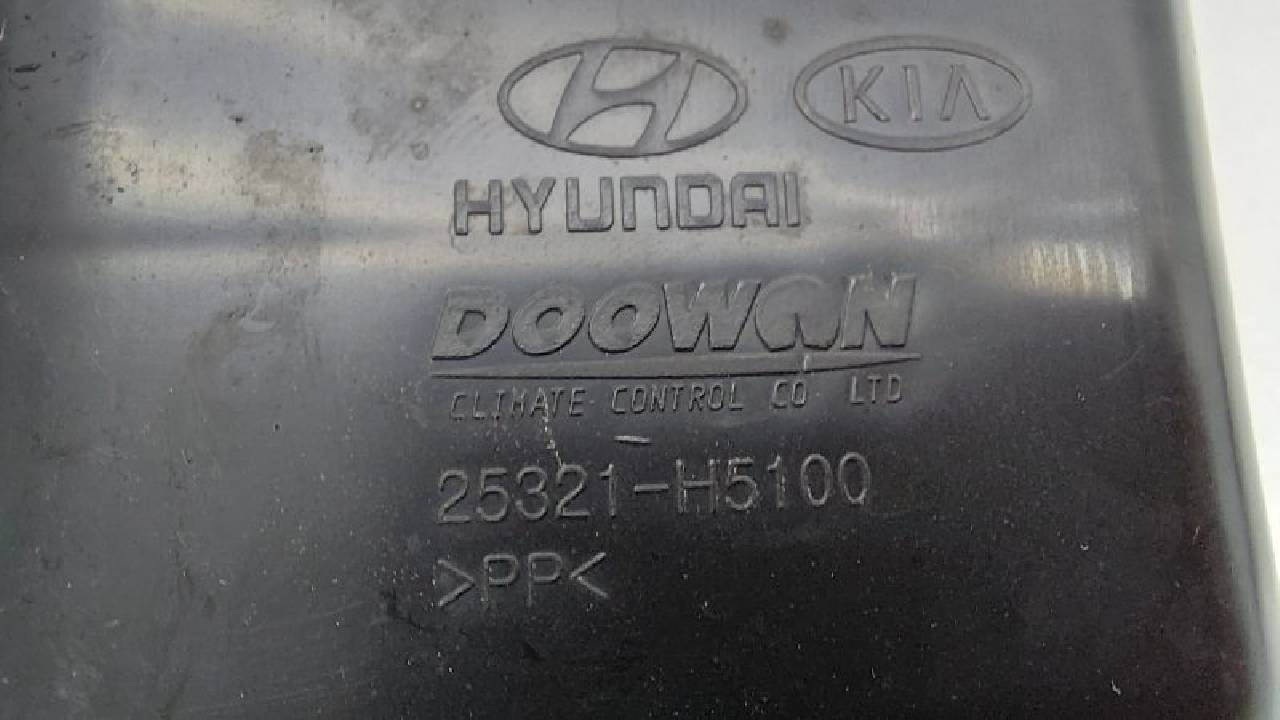 KIA
HYUNDAI
DOOWON
CLIMATE CONTROL CO LTD
25321-H5100
>PP<